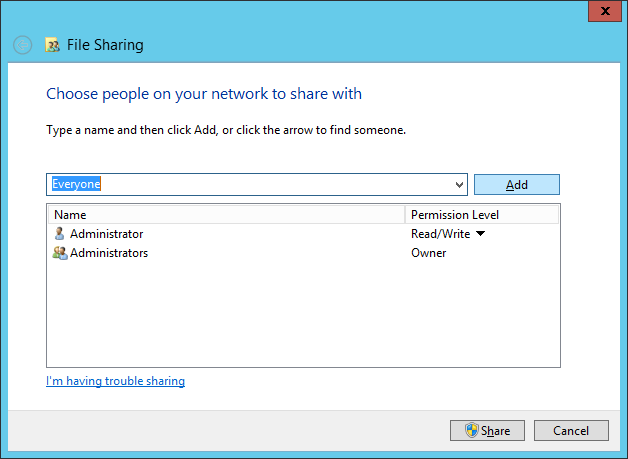 File Sharing
Choose people on your network to share with
Type a name and then click Add, or click the arrow to find someone.
Everyone
Add
Name Permission Level
Administrator Read/Write
Administrators Owner
I'm having trouble sharing
Share Cancel